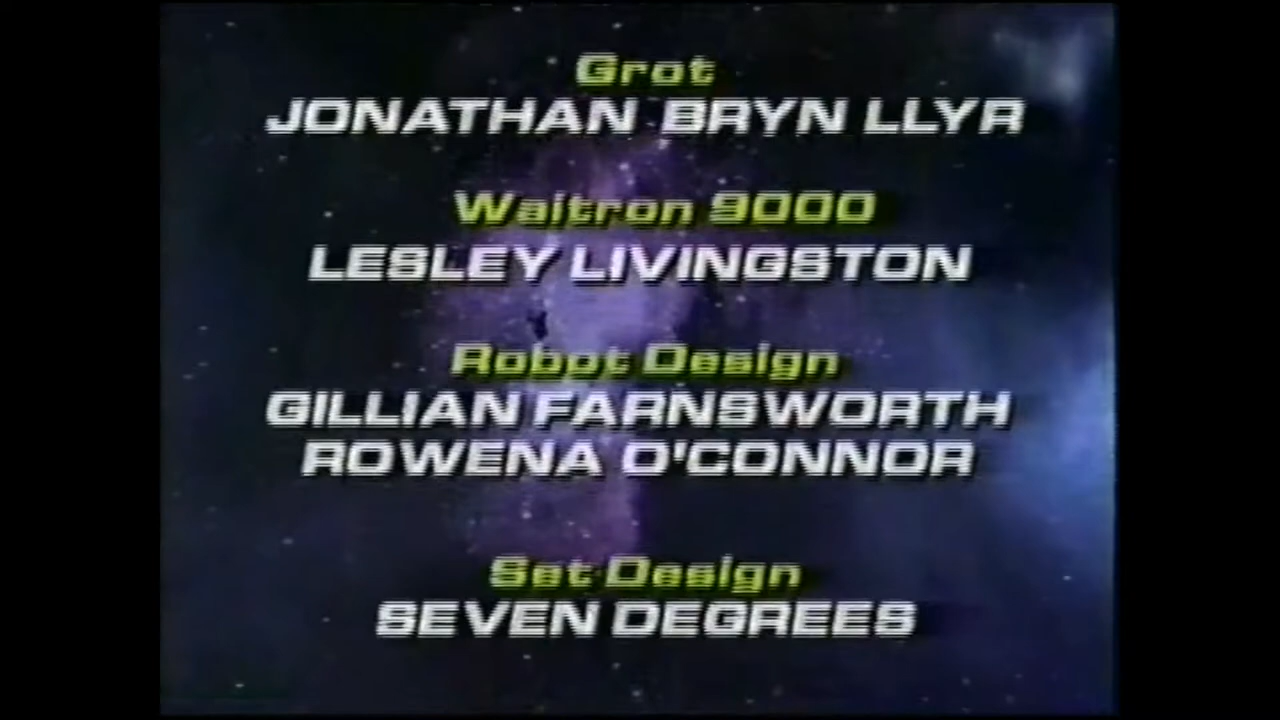 Grot
JONATHAN BRYN LLYR
Waitron 9000
LESLEY LIVINGSTON
Robot Design
GILLIAN FARNSWORTH
ROWENA O'CONNOR
Set Design
SEVEN DEGREES